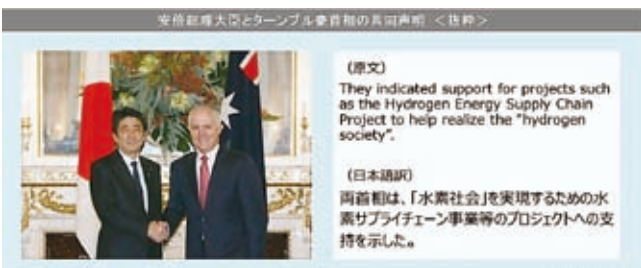 安倍総理大臣とターンブル豪首相の共同声明 ＜抜粋＞
(原文)
They indicated support for projects such
as the Hydrogen Energy Supply Chain
Project to help realize the "hydrogen
society".
(日本語訳)
両首相は、「水素社会」を実現するための水
素サプライチェーン事業等のプロジェクトへの支
持を示した。